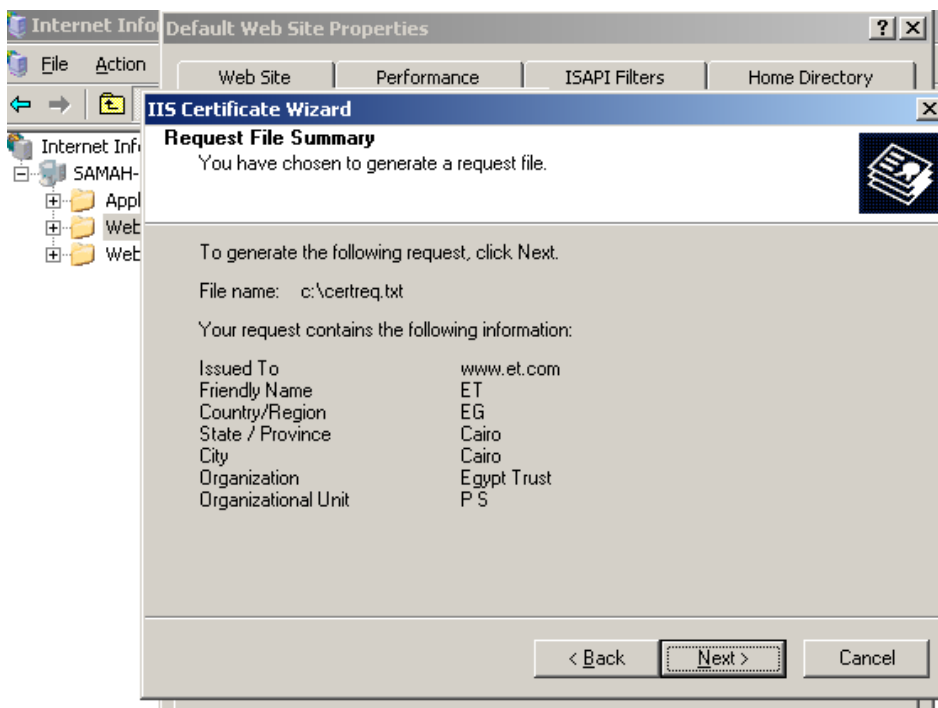 Internet Info
Default Web Site Properties
File Action
Web Site Performance ISAPI Filters Home Directory
IIS Certificate Wizard
Request File Summary
You have chosen to generate a request file.
Internet Inf
SAMAH-
Appl
Web
Web
To generate the following request, click Next.
File name: c:\certreq.txt
Your request contains the following information:
Issued To www.et.com
Friendly Name ET
Country/Region EG
State / Province Cairo
City Cairo
Organization Egypt Trust
Organizational Unit P S
< Back Next > Cancel